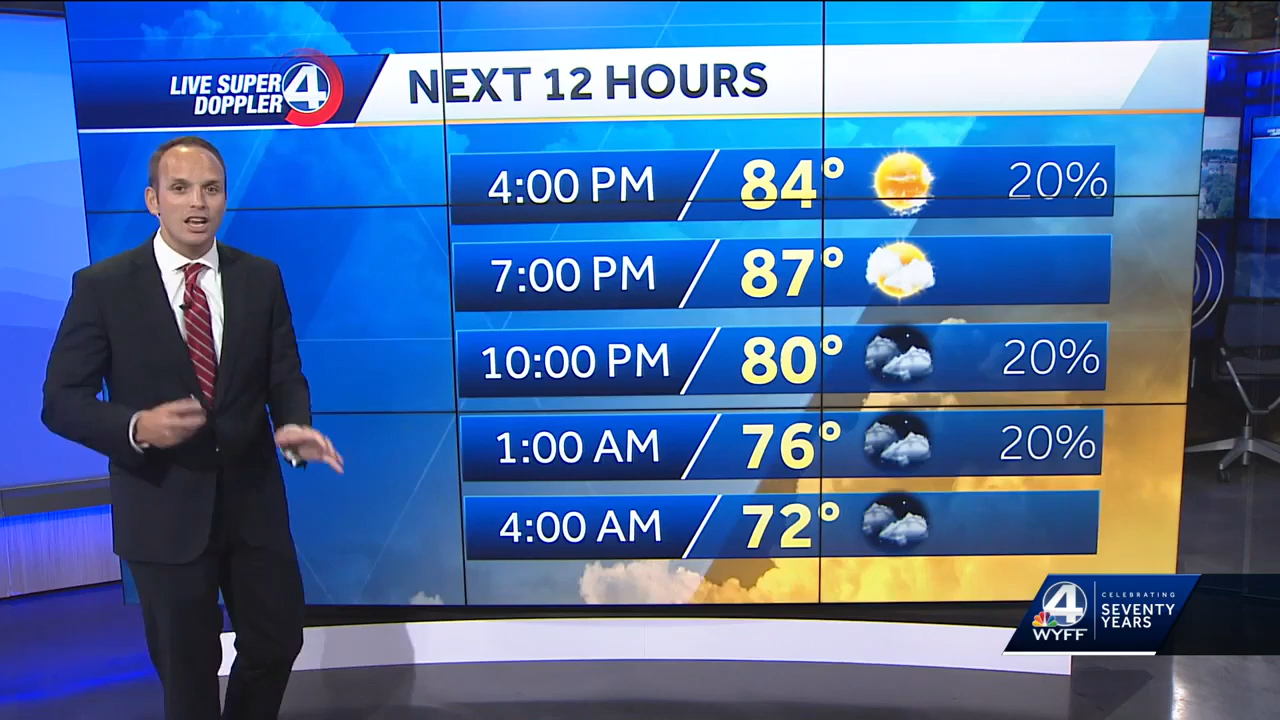 LIVE SUPER
DOPPLER 4
NEXT 12 HOURS
4:00 PM / 84° 20%
7:00 PM / 87°
10:00 PM / 80° 20%
1:00 AM / 76° 20%
4:00 AM / 72°
4
WYFF
CELEBRATING
SEVENTY
YEARS